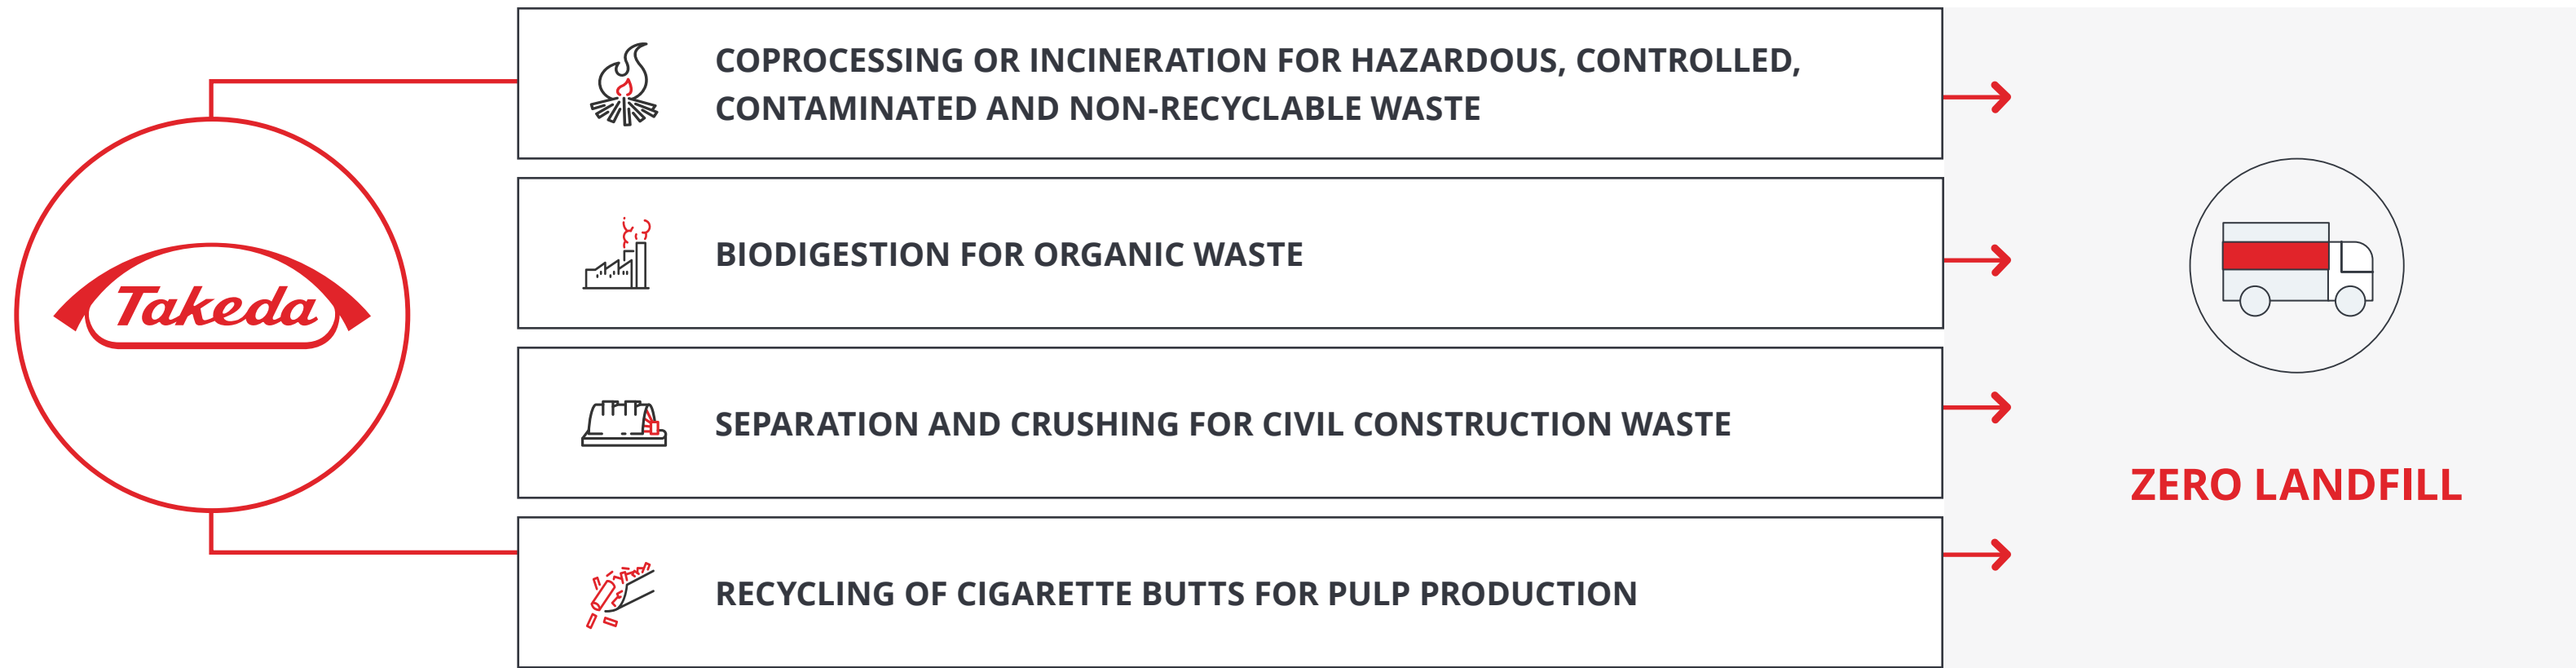 Takeda
COPROCESSING OR INCINERATION FOR HAZARDOUS, CONTROLLED,
CONTAMINATED AND NON-RECYCLABLE WASTE
BIODIGESTION FOR ORGANIC WASTE
SEPARATION AND CRUSHING FOR CIVIL CONSTRUCTION WASTE
RECYCLING OF CIGARETTE BUTTS FOR PULP PRODUCTION
ZERO LANDFILL